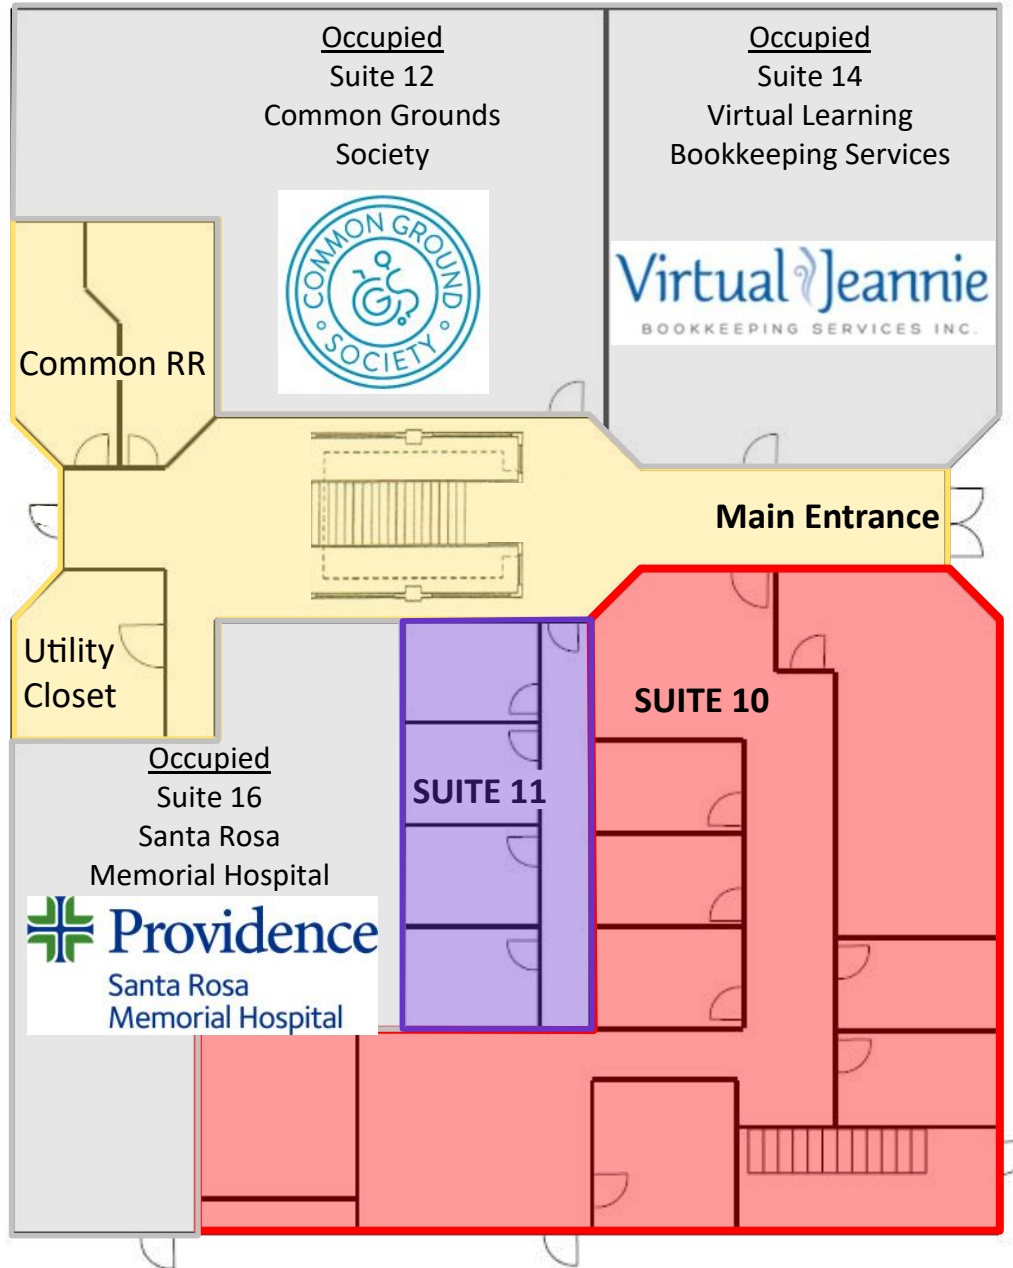 Occupied
Suite 12
Common Grounds
Society
COMMON GROUND
SOCIETY
Occupied
Suite 14
Virtual Learning
Bookkeeping Services
Virtual Jeannie
BOOKKEEPING SERVICES INC.
Common RR
Main Entrance
Utility
Closet
SUITE 10
SUITE 11
Occupied
Suite 16
Santa Rosa
Memorial Hospital
Providence
Santa Rosa
Memorial Hospital